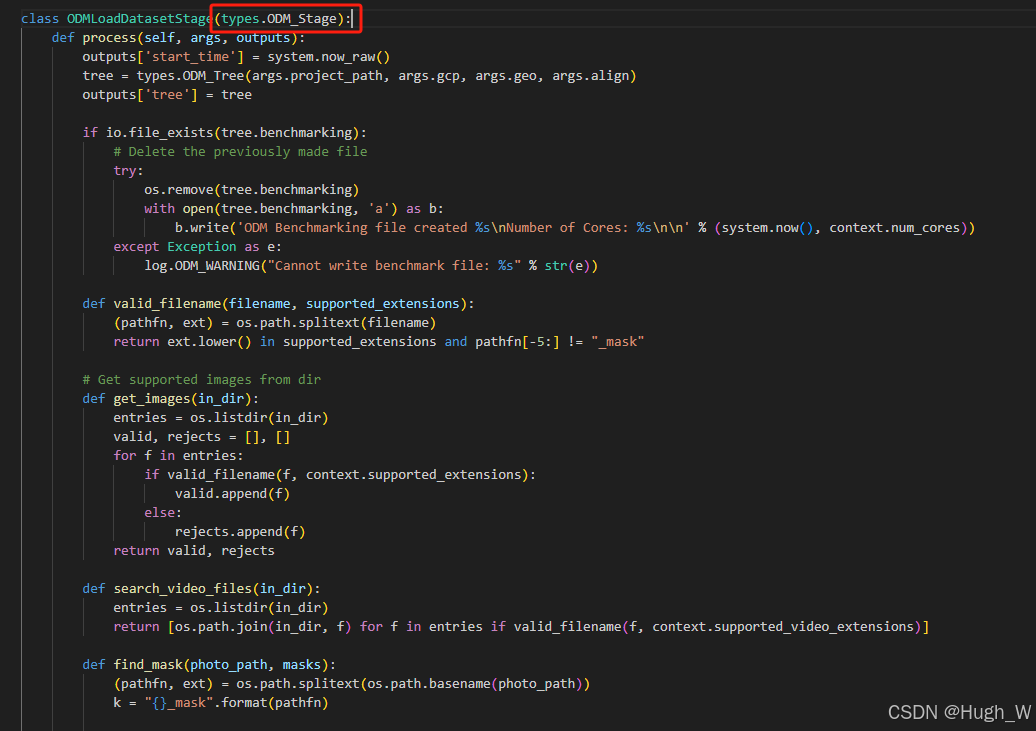 class ODMLoadDatasetStage(types.ODM_Stage):
    def process(self, args, outputs):
        outputs['start_time'] = system.now_raw()
        tree = types.ODM_Tree(args.project_path, args.gcp, args.geo, args.align)
        outputs['tree'] = tree

        if io.file_exists(tree.benchmarking):
            # Delete the previously made file
            try:
                os.remove(tree.benchmarking)
                with open(tree.benchmarking, 'a') as b:
                    b.write('ODM Benchmarking file created %s\nNumber of Cores: %s\n\n' % (system.now(), context.num_cores))
            except Exception as e:
                log.ODM_WARNING("Cannot write benchmark file: %s" % str(e))

        def valid_filename(filename, supported_extensions):
            (pathfn, ext) = os.path.splitext(filename)
            return ext.lower() in supported_extensions and pathfn[-5:] != "_mask"

        # Get supported images from dir
        def get_images(in_dir):
            entries = os.listdir(in_dir)
            valid, rejects = [], []
            for f in entries:
                if valid_filename(f, context.supported_extensions):
                    valid.append(f)
                else:
                    rejects.append(f)
            return valid, rejects

        def search_video_files(in_dir):
            entries = os.listdir(in_dir)
            return [os.path.join(in_dir, f) for f in entries if valid_filename(f, context.supported_video_extensions)]

        def find_mask(photo_path, masks):
            (pathfn, ext) = os.path.splitext(os.path.basename(photo_path))
            k = "{}_mask".format(pathfn)
CSDN @Hugh_W